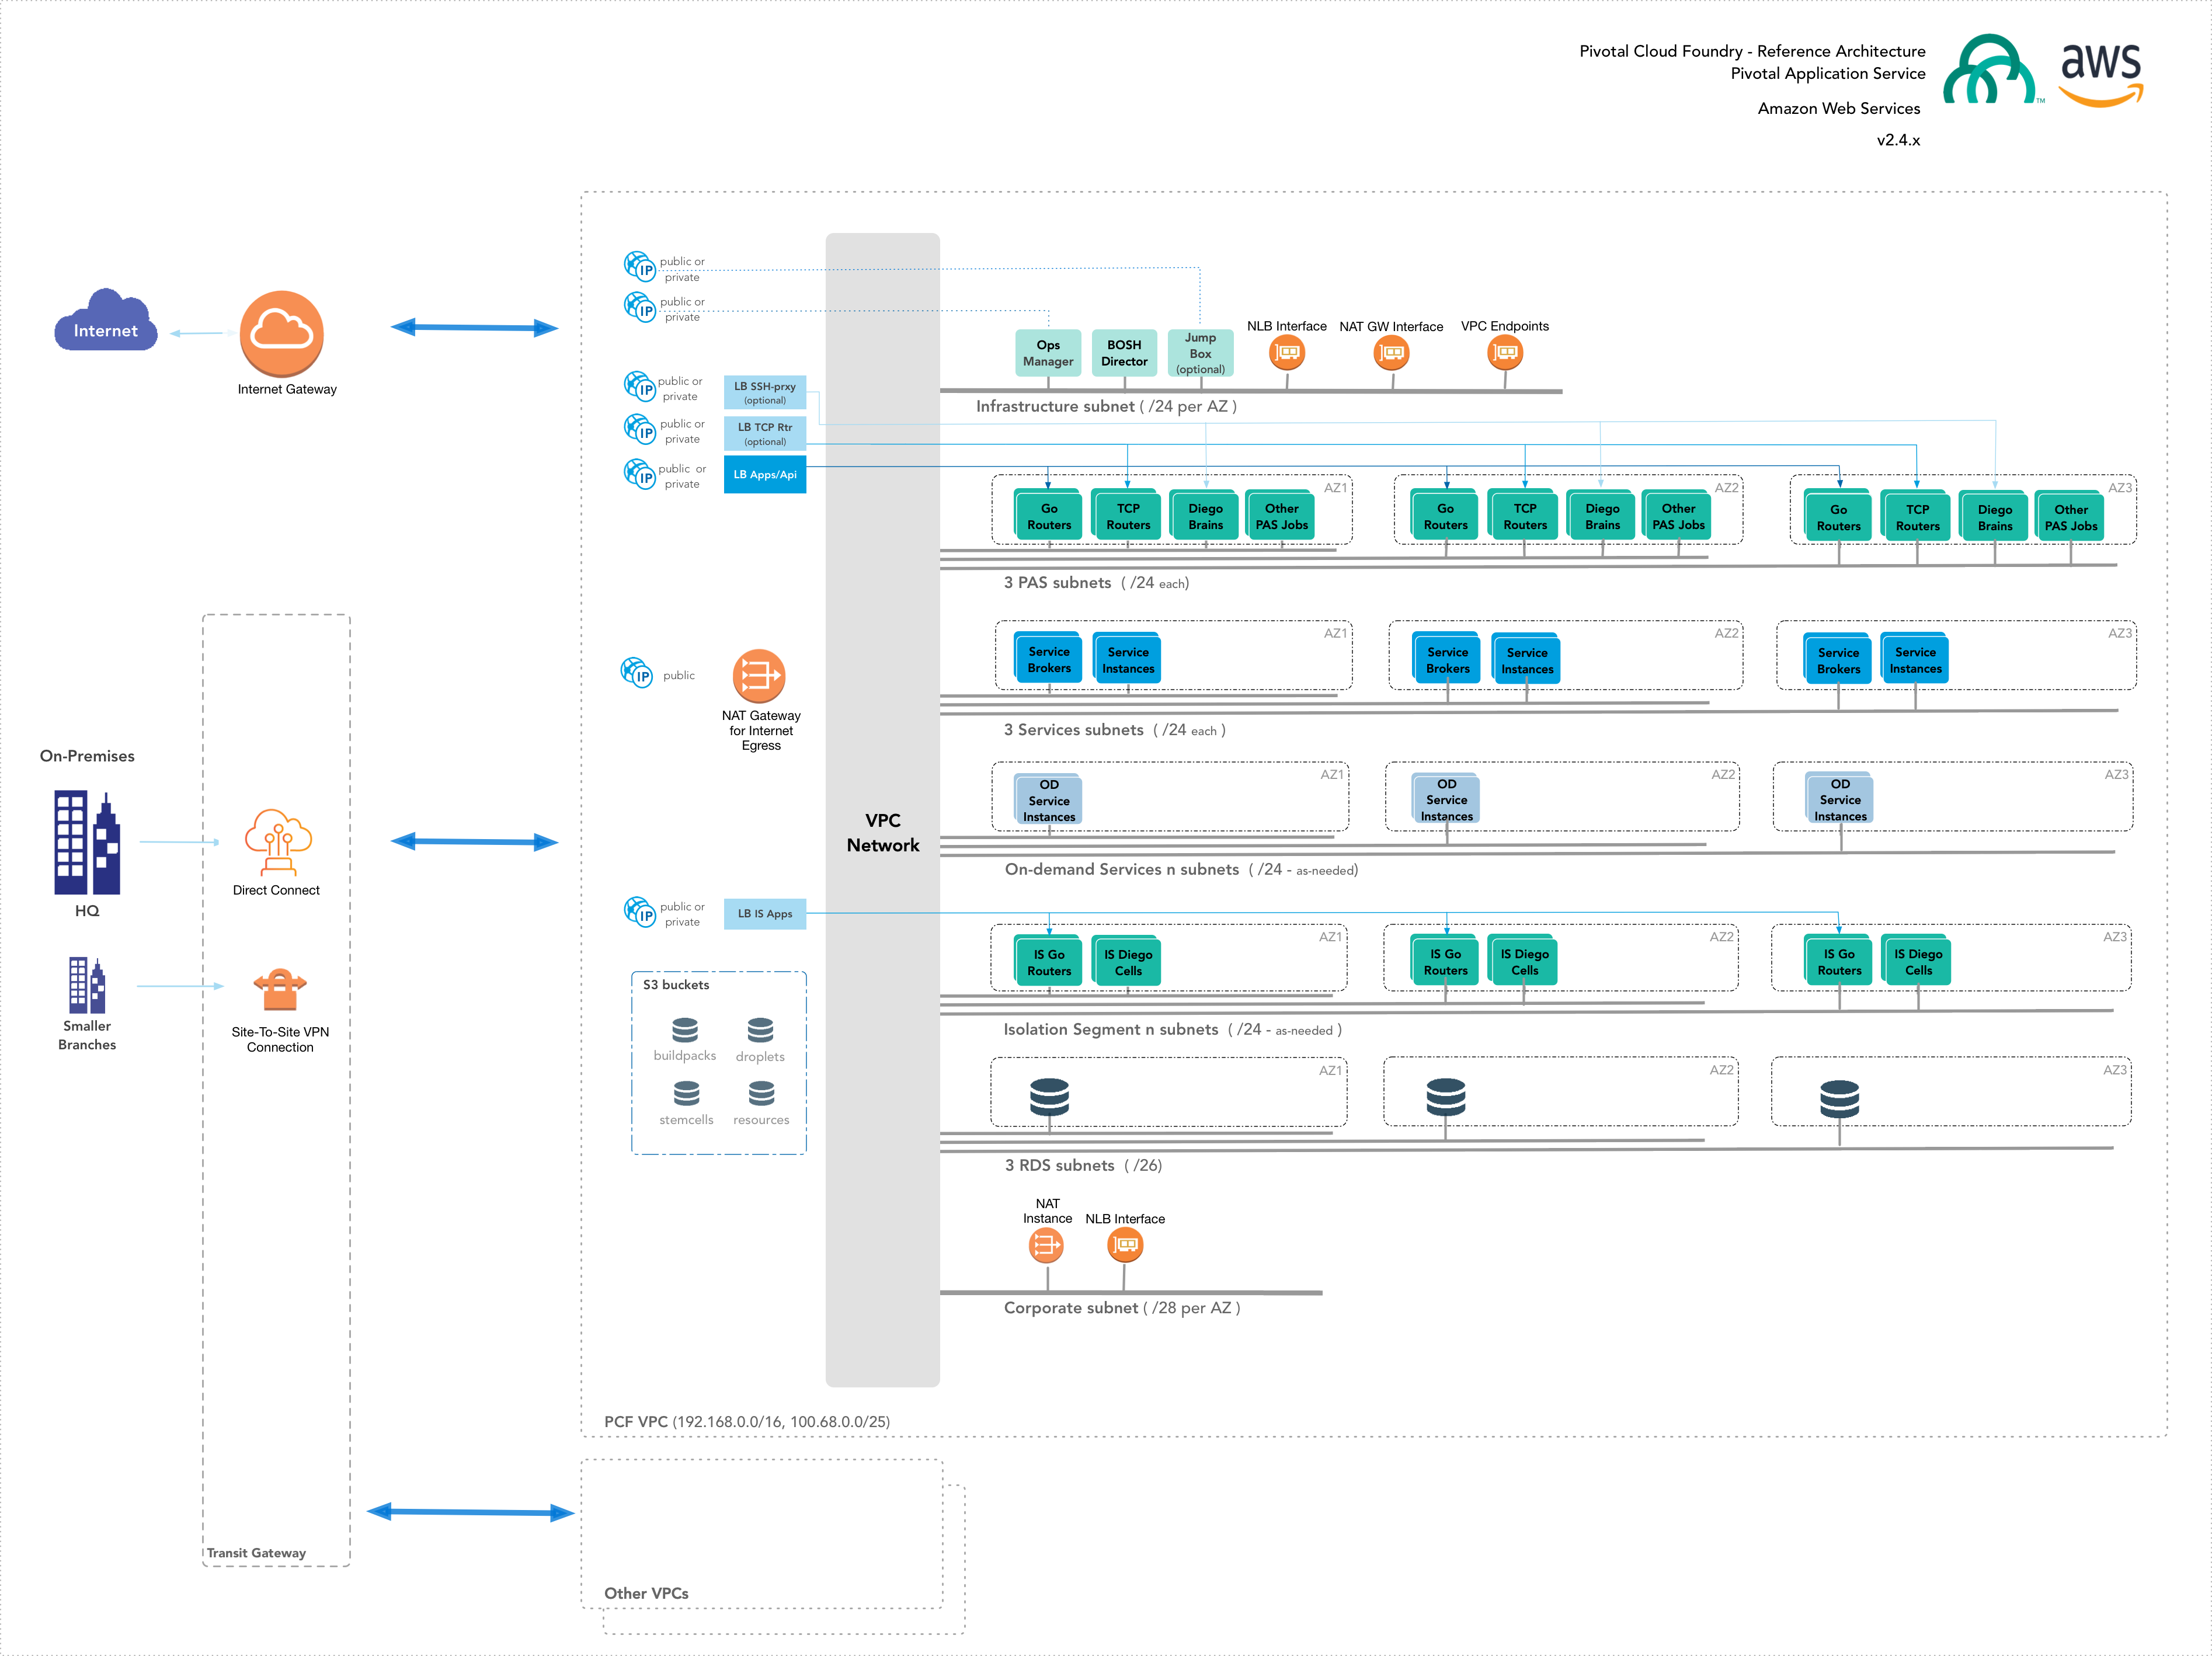 Pivotal Cloud Foundry - Reference Architecture
Pivotal Application Service
Amazon Web Services
v2.4.x
TM
aws
IP
public or
private
IP
public or
private
Internet
Internet Gateway
Ops
Manager
BOSH
Director
Jump
Box
(optional)
NLB Interface
NAT GW Interface
VPC Endpoints
Infrastructure subnet ( /24 per AZ )
IP
public or
private
LB SSH-prxy
(optional)
IP
public or
private
LB TCP Rtr
(optional)
IP
public or
private
LB Apps/Api
AZ1
Go
Routers
TCP
Routers
Diego
Brains
Other
PAS Jobs
AZ2
Go
Routers
TCP
Routers
Diego
Brains
Other
PAS Jobs
AZ3
Go
Routers
TCP
Routers
Diego
Brains
Other
PAS Jobs
3 PAS subnets ( /24 each)
IP
public
NAT Gateway
for Internet
Egress
AZ1
Service
Brokers
Service
Instances
AZ2
Service
Brokers
Service
Instances
AZ3
Service
Brokers
Service
Instances
3 Services subnets ( /24 each )
On-Premises
HQ
Direct Connect
VPC
Network
AZ1
OD
Service
Instances
AZ2
OD
Service
Instances
AZ3
OD
Service
Instances
On-demand Services n subnets ( /24 - as-needed)
IP
public or
private
LB IS Apps
AZ1
IS Go
Routers
IS Diego
Cells
AZ2
IS Go
Routers
IS Diego
Cells
AZ3
IS Go
Routers
IS Diego
Cells
Isolation Segment n subnets ( /24 - as-needed )
Smaller
Branches
Site-To-Site VPN
Connection
S3 buckets
buildpacks
droplets
stemcells
resources
AZ1
AZ2
AZ3
3 RDS subnets ( /26)
NAT
Instance
NLB Interface
Corporate subnet ( /28 per AZ )
PCF VPC (192.168.0.0/16, 100.68.0.0/25)
Transit Gateway
Other VPCs